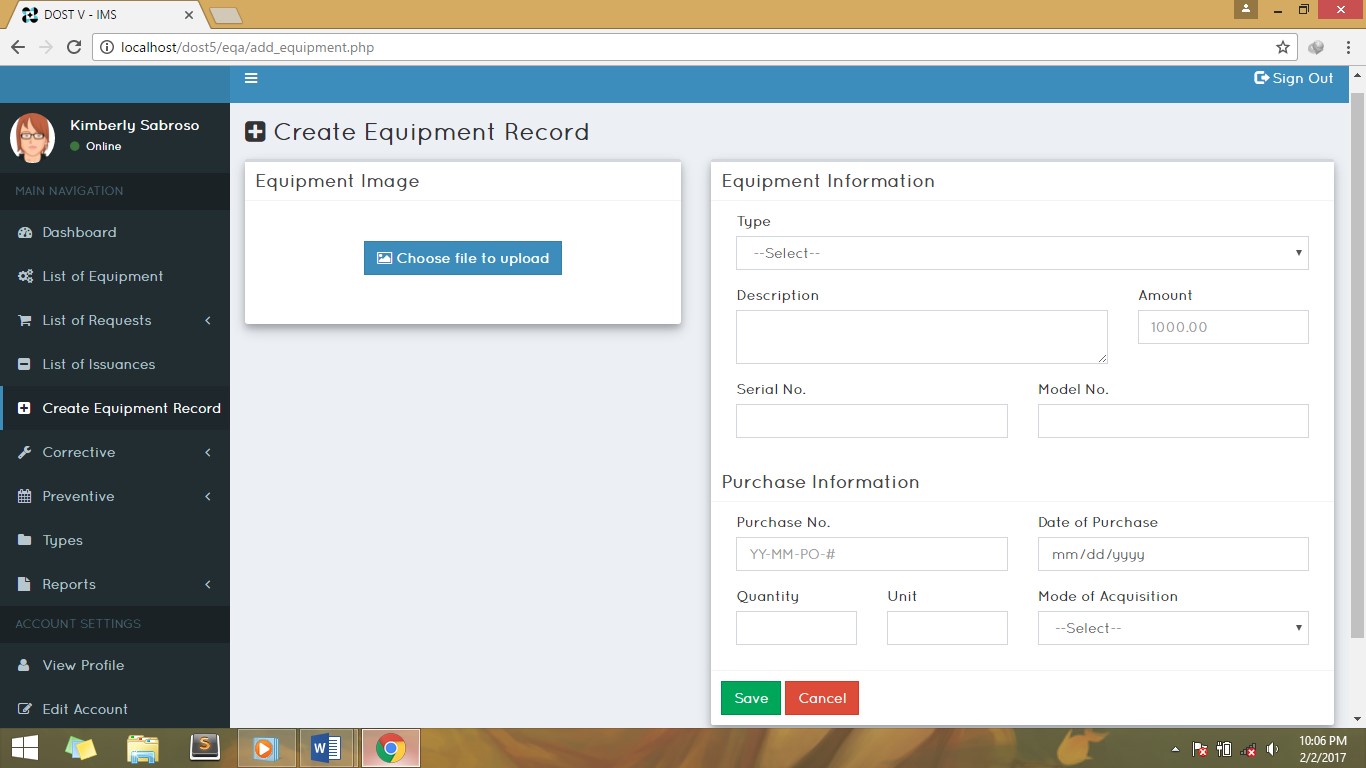 DOST V - IMS
localhost/dost5/eqa/add_equipment.php
Sign Out
Kimberly Sabroso
Online
MAIN NAVIGATION
Dashboard
List of Equipment
List of Requests
List of Issuances
Create Equipment Record
Corrective
Preventive
Types
Reports
ACCOUNT SETTINGS
View Profile
Edit Account
Create Equipment Record
Equipment Image
Choose file to upload
Equipment Information
Type
--Select--
Description Amount
1000.00
Serial No. Model No.
Purchase Information
Purchase No. Date of Purchase
YY-MM-PO-# mm/dd/yyyy
Quantity Unit Mode of Acquisition
--Select--
Save Cancel
10:06 PM
2/2/2017